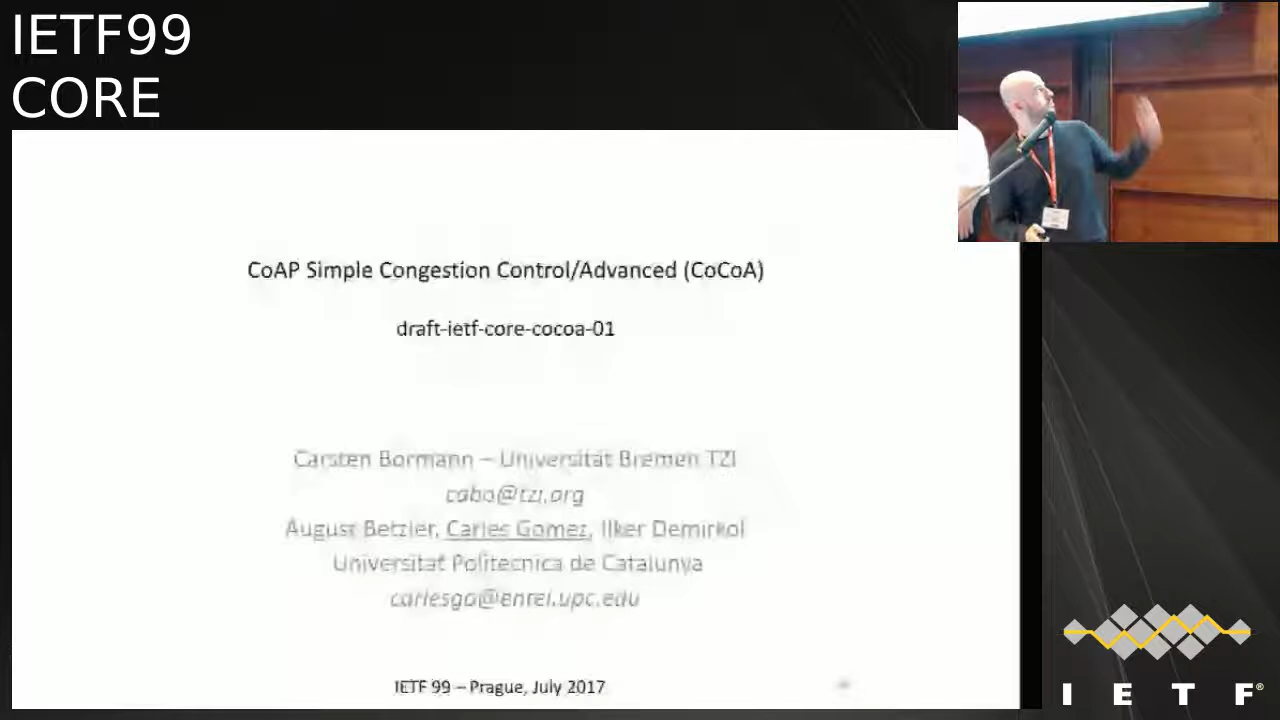 IETF99
CORE
CoAP Simple Congestion Control/Advanced (CoCoA)
draft-ietf-core-cocoa-01
Carsten Bormann – Universität Bremen TZI
cabo@tzi.org
August Betzler, Carles Gomez, Ilker Demirkol
Universitat Politecnica de Catalunya
carlesgo@entel.upc.edu
IETF 99 – Prague, July 2017
I E T F®